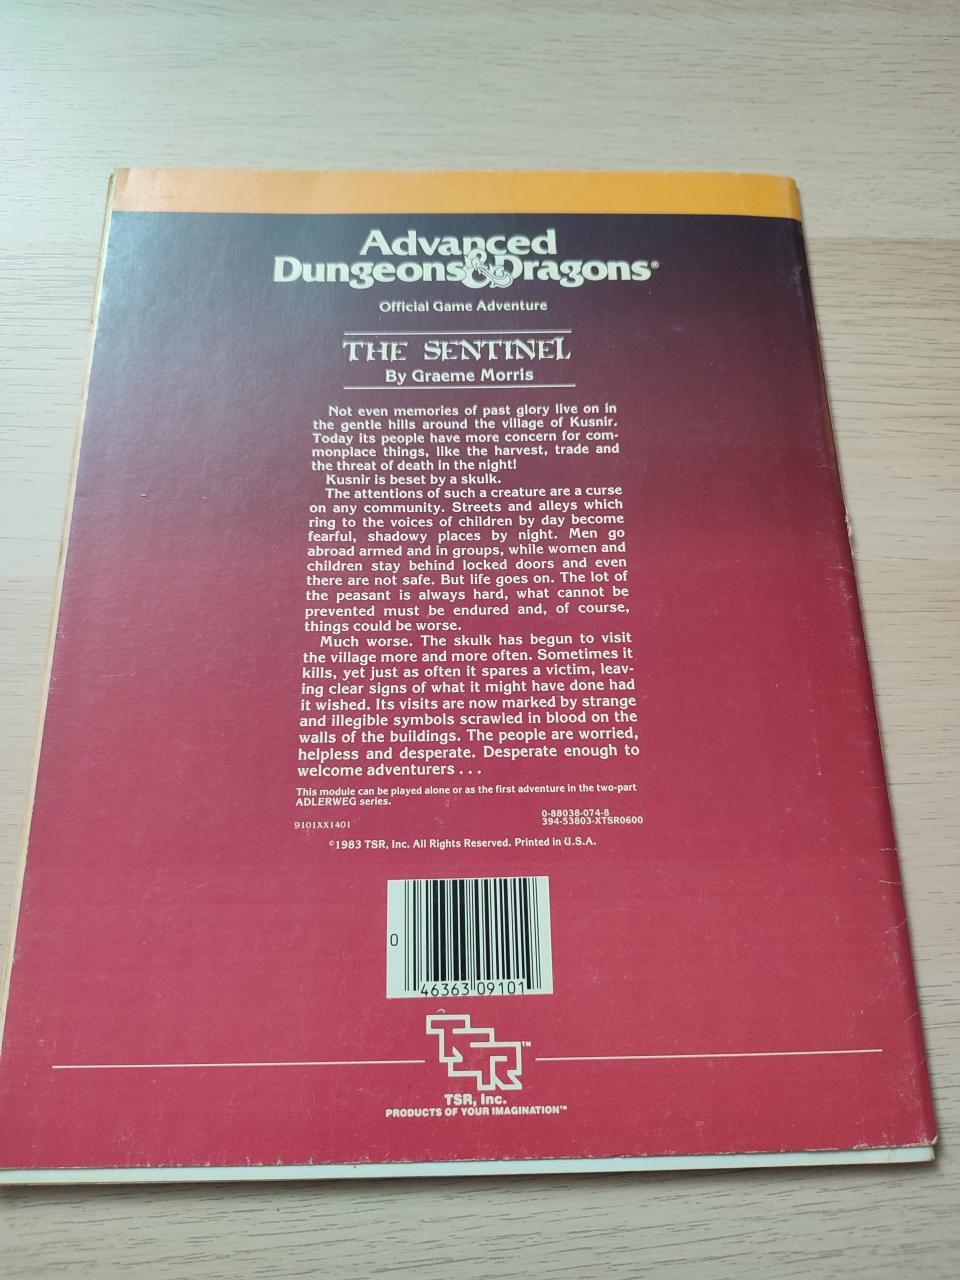 Advanced
Dungeons & Dragons®
Official Game Adventure
THE SENTINEL
By Graeme Morris
Not even memories of past glory live on in
the gentle hills around the village of Kusnir.
Today its people have more concern for com-
monplace things, like the harvest, trade and
the threat of death in the night!
Kusnir is beset by a skulk.
The attentions of such a creature are a curse
on any community. Streets and alleys which
ring to the voices of children by day become
fearful, shadowy places by night. Men go
abroad armed and in groups, while women and
children stay behind locked doors and even
there are not safe. But life goes on. The lot of
the peasant is always hard, what cannot be
prevented must be endured and, of course,
things could be worse.
Much worse. The skulk has begun to visit
the village more and more often. Sometimes it
kills, yet just as often it spares a victim, leav-
ing clear signs of what it might have done had
it wished. Its visits are now marked by strange
and illegible symbols scrawled in blood on the
walls of the buildings. The people are worried,
helpless and desperate. Desperate enough to
welcome adventurers . . .
This module can be played alone or as the first adventure in the two-part
ADLERWEG series.
0-88038-074-8
9101XX1401 394-53803-XTSR0600
©1983 TSR, Inc. All Rights Reserved. Printed in U.S.A.
0 46363 09101
TSR™
TSR, Inc.
PRODUCTS OF YOUR IMAGINATION™